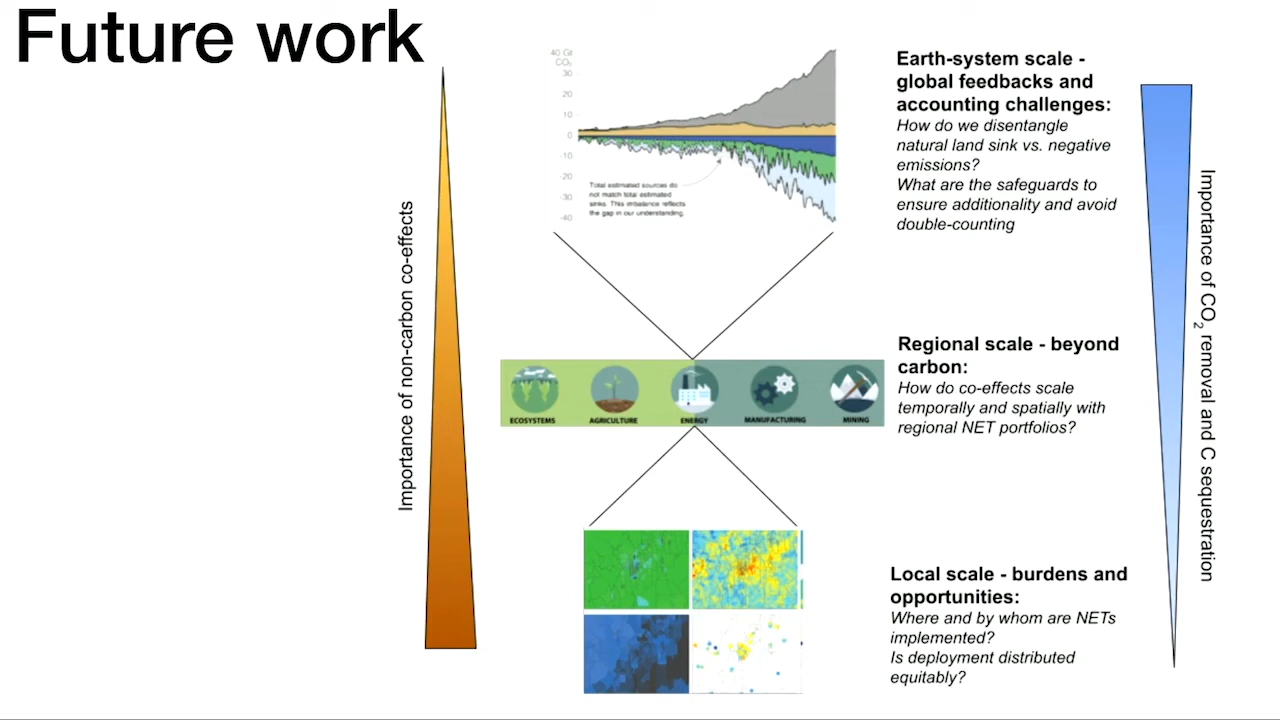 Future work
40 Gt
CO₂
30
20
10
0
-10
-20
-30
-40
Total estimated sources do
not match total estimated
sinks. This imbalance reflects
the gap in our understanding.
Earth-system scale -
global feedbacks and
accounting challenges:
How do we disentangle
natural land sink vs. negative
emissions?
What are the safeguards to
ensure additionality and avoid
double-counting
Importance of non-carbon co-effects
Importance of CO₂ removal and C sequestration
ECOSYSTEMS
AGRICULTURE
ENERGY
MANUFACTURING
MINING
Regional scale - beyond
carbon:
How do co-effects scale
temporally and spatially with
regional NET portfolios?
Local scale - burdens and
opportunities:
Where and by whom are NETs
implemented?
Is deployment distributed
equitably?